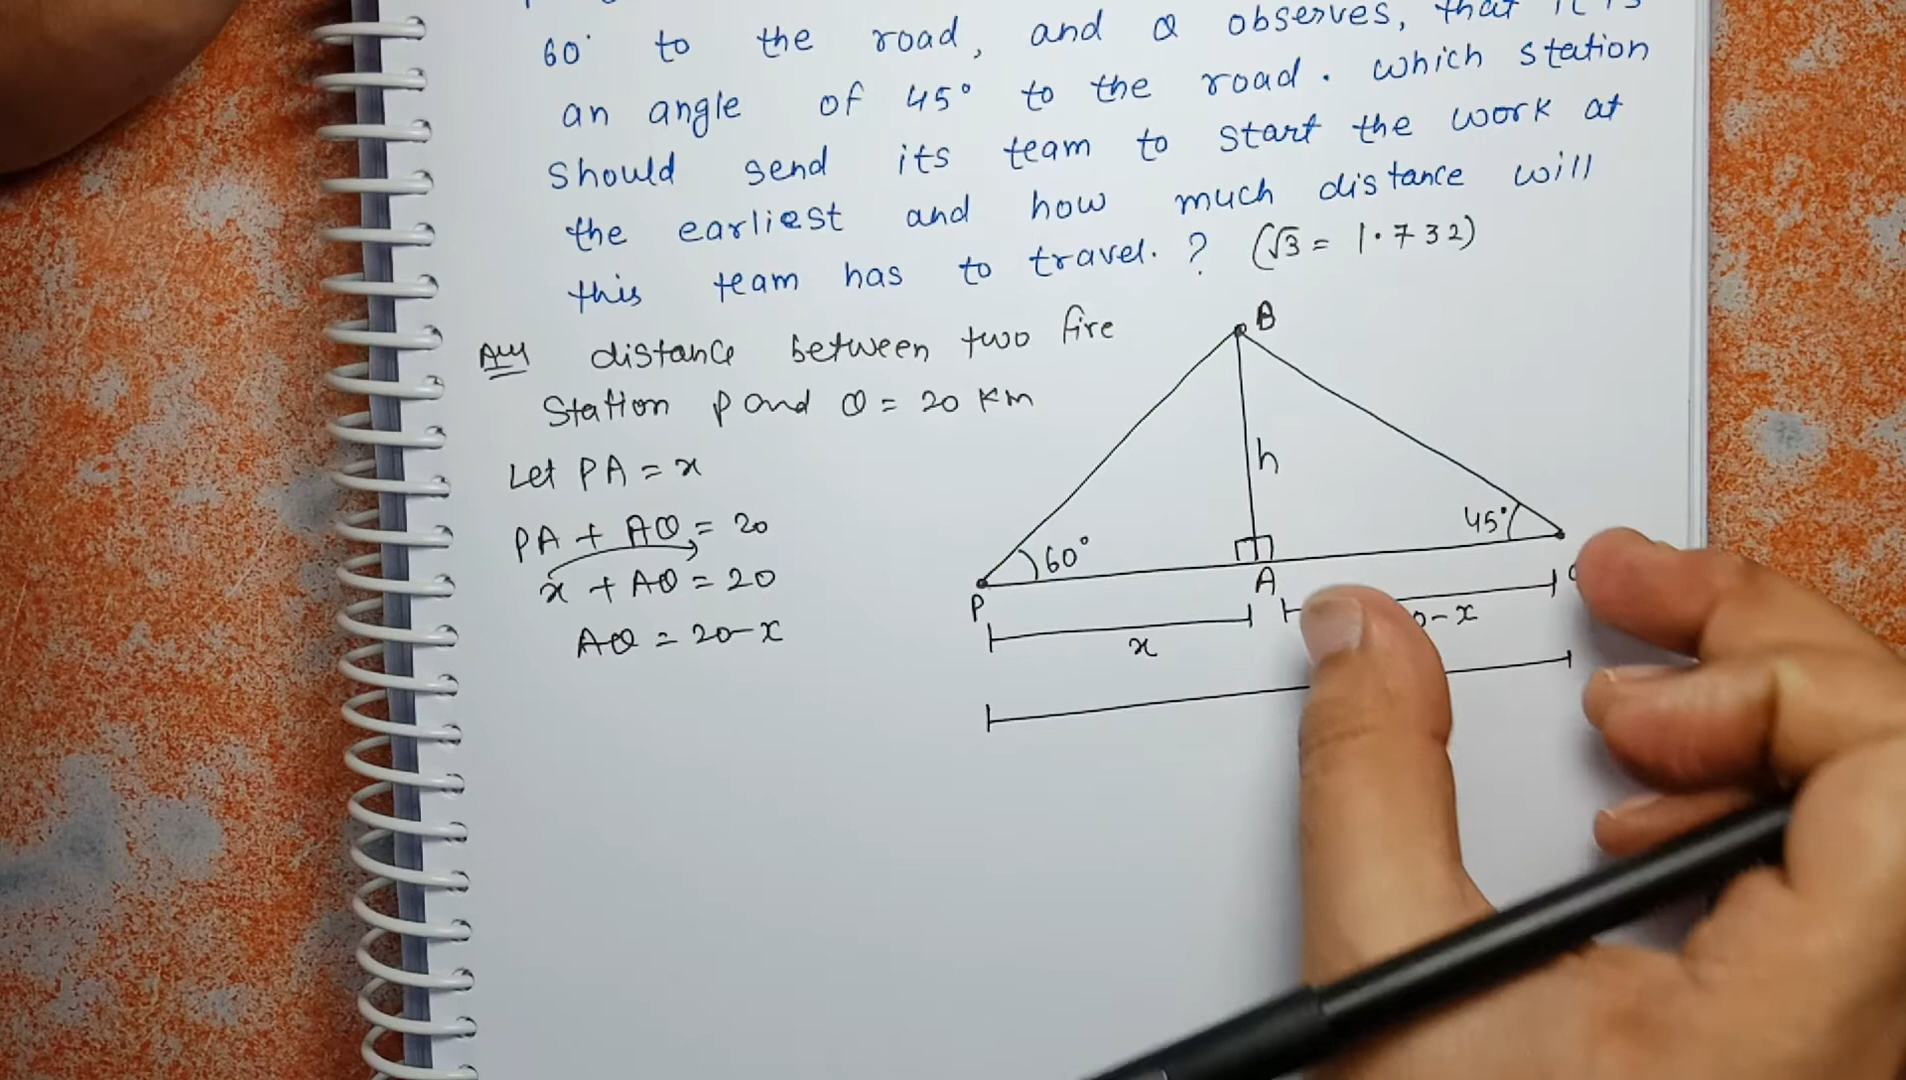 60° to the road, and Q observes, that it is
an angle of 45° to the road. which station
should send its team to start the work at
the earliest and how much distance will
this team has to travel. ? (√3 = 1.732)
Ans distance between two fire
Station P and Q = 20 Km
Let PA = x
PA + AQ = 20
x + AQ = 20
AQ = 20-x
B
h
60°
45°
P
A
x
-x